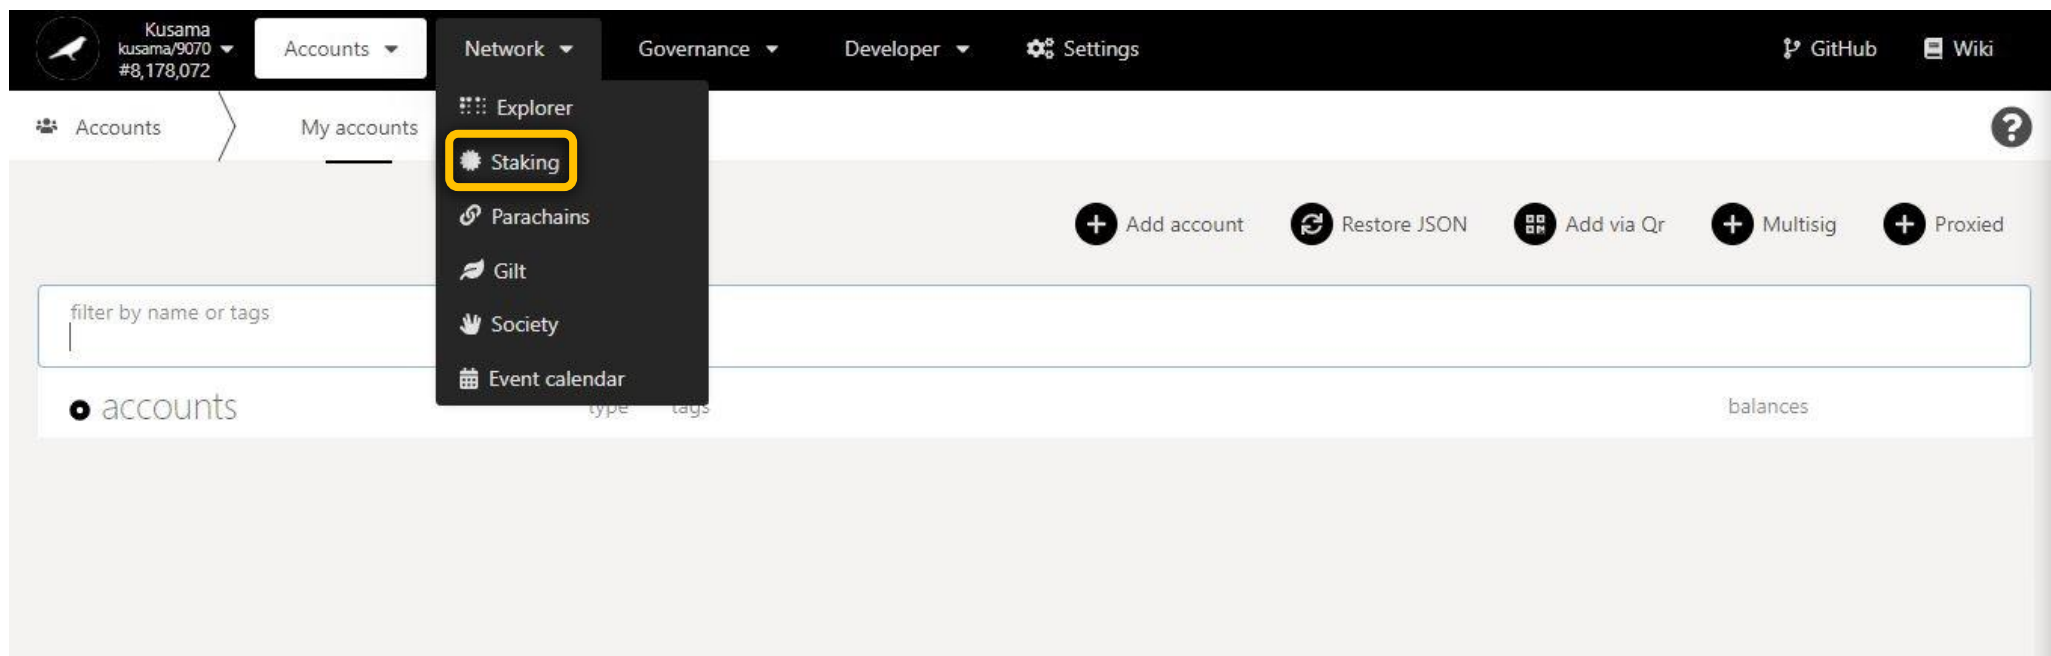 Kusama
kusama/9070
#8,178,072
Accounts
Network
Governance
Developer
Settings
GitHub
Wiki
Accounts
My accounts
Explorer
Staking
Parachains
Gilt
Society
Event calendar
Add account
Restore JSON
Add via Qr
Multisig
Proxied
filter by name or tags
accounts
type
tags
balances